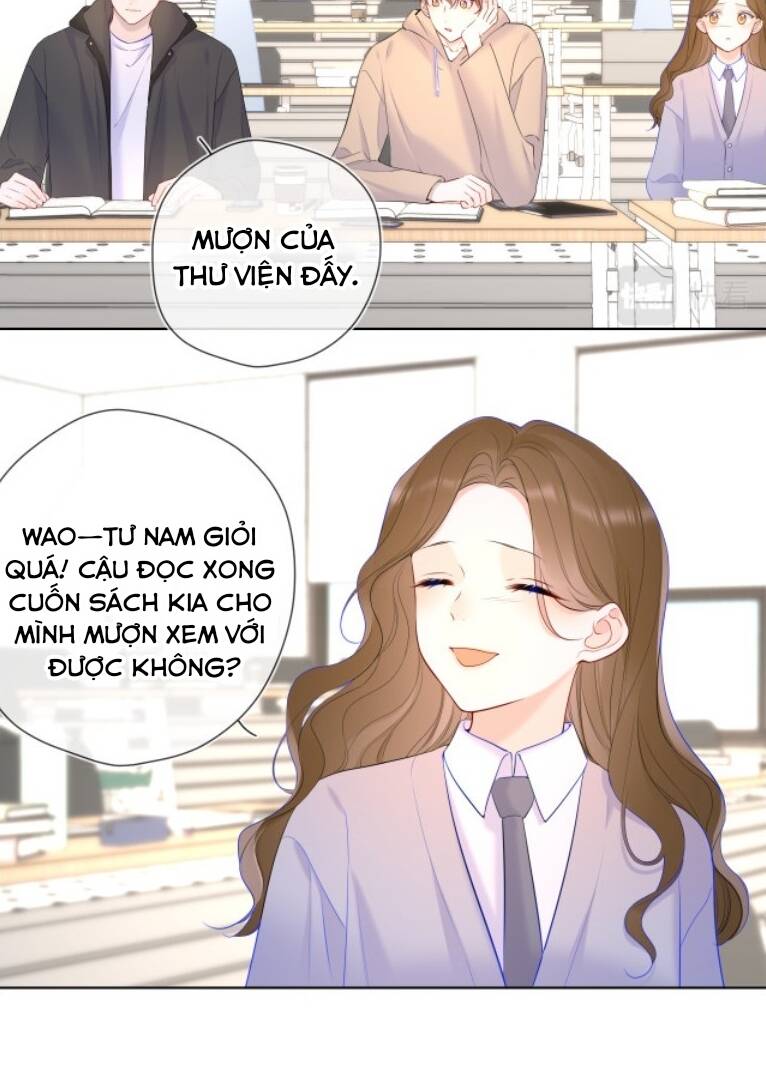 MƯỢN CỦA
THƯ VIỆN ĐẤY.
WAO—TƯ NAM GIỎI
QUÁ! CẬU ĐỌC XONG
CUỐN SÁCH KIA CHO
MÌNH MƯỢN XEM VỚI
ĐƯỢC KHÔNG?